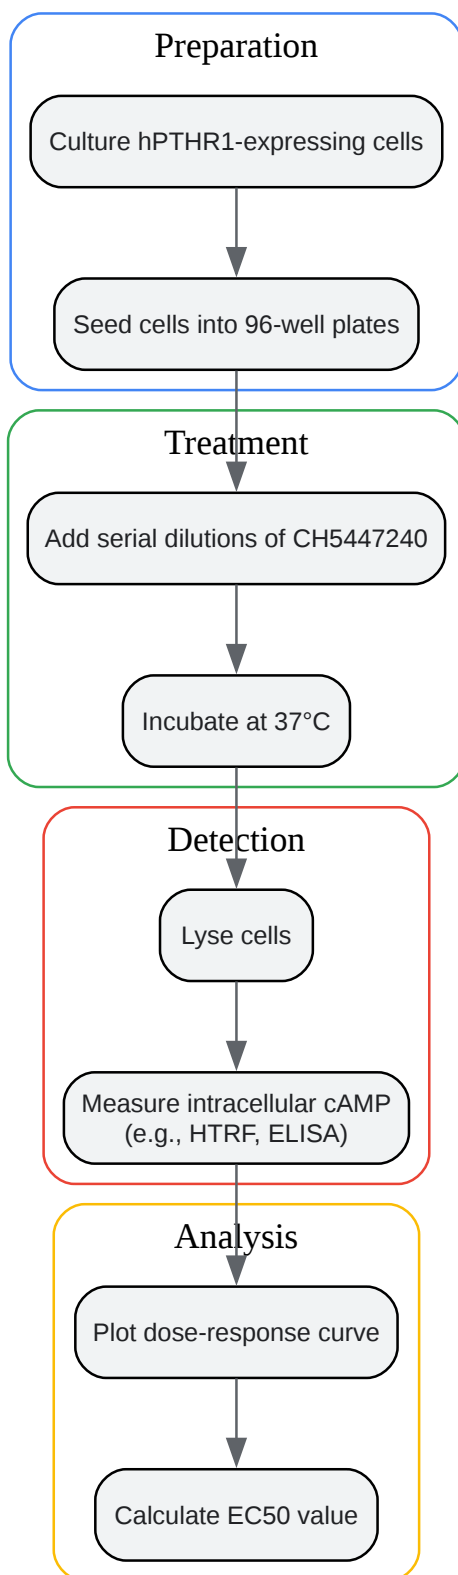 Preparation
Culture hPTHR1-expressing cells
Seed cells into 96-well plates
Treatment
Add serial dilutions of CH5447240
Incubate at 37°C
Detection
Lyse cells
Measure intracellular cAMP
(e.g., HTRF, ELISA)
Analysis
Plot dose-response curve
Calculate EC50 value